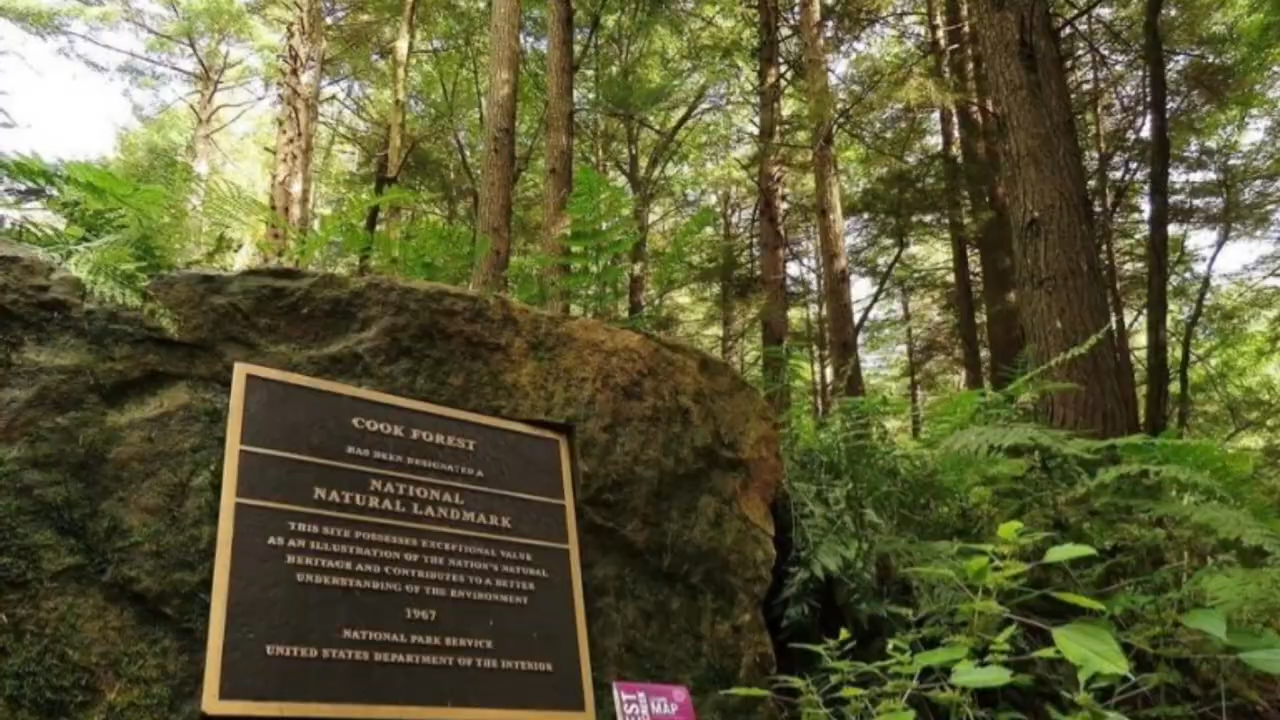 COOK FOREST
HAS BEEN DESIGNATED A
NATIONAL
NATURAL LANDMARK
THIS SITE POSSESSES EXCEPTIONAL VALUE
AS AN ILLUSTRATION OF THE NATION'S NATURAL
HERITAGE AND CONTRIBUTES TO A BETTER
UNDERSTANDING OF THE ENVIRONMENT
1967
NATIONAL PARK SERVICE
UNITED STATES DEPARTMENT OF THE INTERIOR
MAP